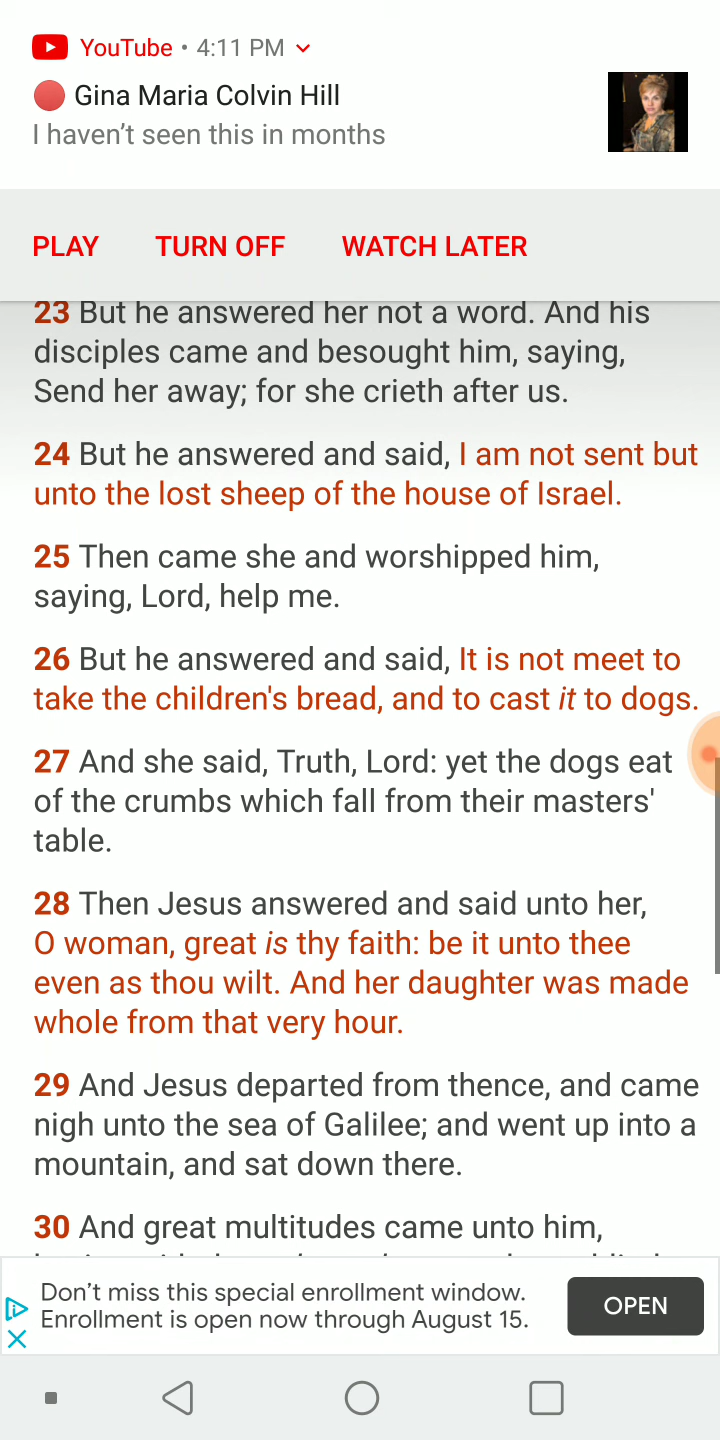 YouTube • 4:11 PM
Gina Maria Colvin Hill
I haven’t seen this in months
PLAY TURN OFF WATCH LATER
23 But he answered her not a word. And his
disciples came and besought him, saying,
Send her away; for she crieth after us.
24 But he answered and said, I am not sent but
unto the lost sheep of the house of Israel.
25 Then came she and worshipped him,
saying, Lord, help me.
26 But he answered and said, It is not meet to
take the children's bread, and to cast it to dogs.
27 And she said, Truth, Lord: yet the dogs eat
of the crumbs which fall from their masters'
table.
28 Then Jesus answered and said unto her,
O woman, great is thy faith: be it unto thee
even as thou wilt. And her daughter was made
whole from that very hour.
29 And Jesus departed from thence, and came
nigh unto the sea of Galilee; and went up into a
mountain, and sat down there.
30 And great multitudes came unto him,
Don’t miss this special enrollment window.
Enrollment is open now through August 15.
OPEN